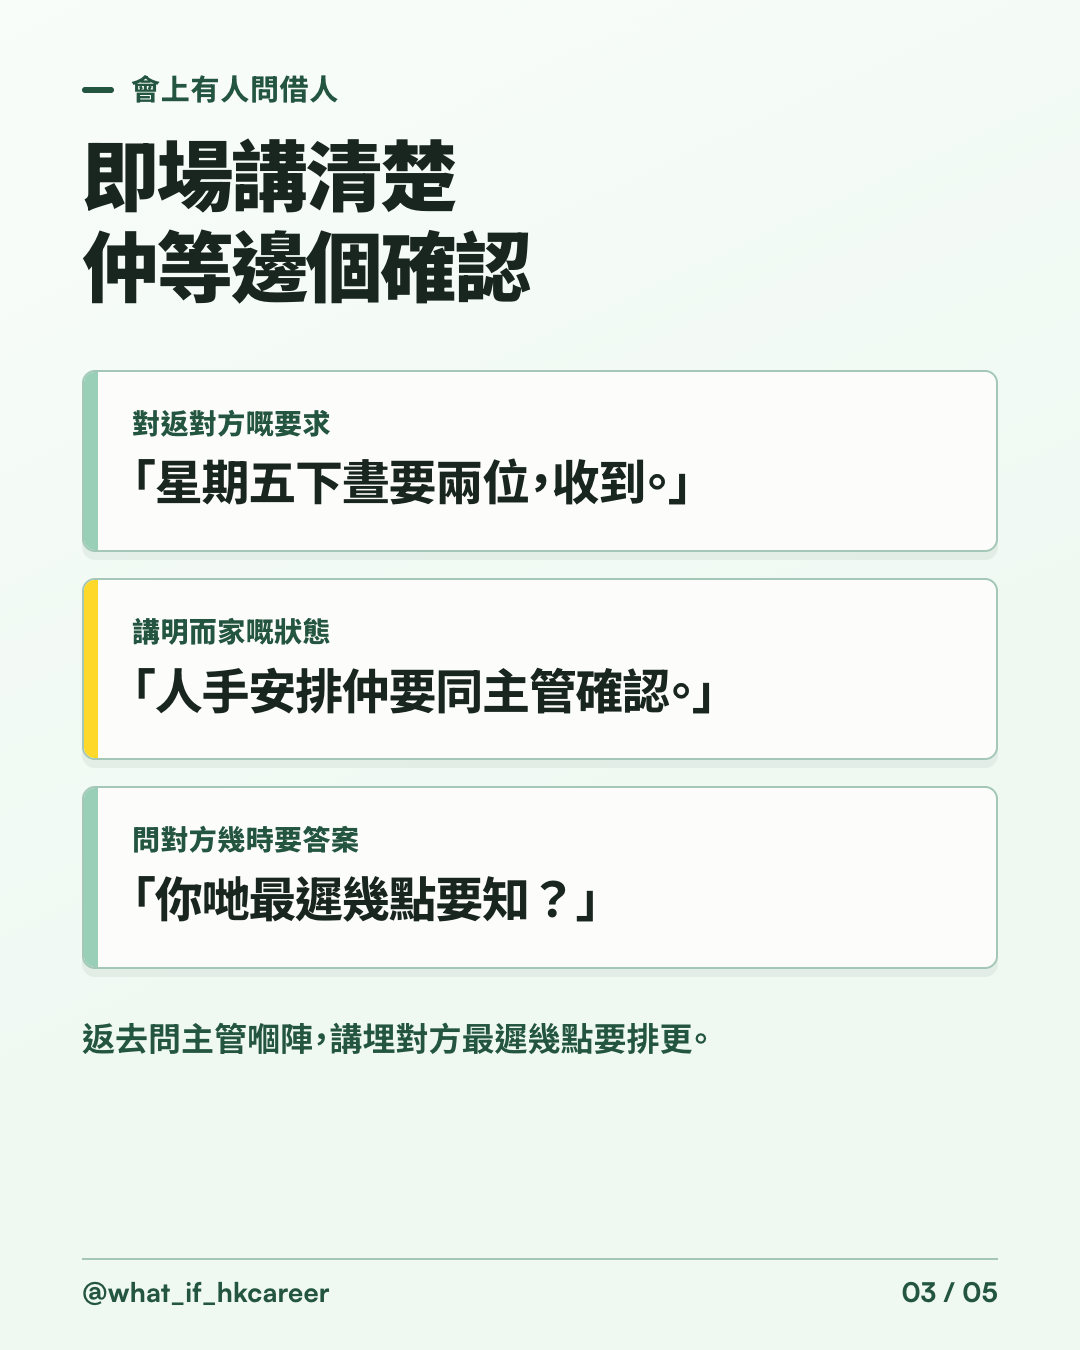 會上有人問借人
即場講清楚
仲等邊個確認
對返對方嘅要求
「星期五下晝要兩位，收到。」
講明而家嘅狀態
「人手安排仲要同主管確認。」
問對方幾時要答案
「你哋最遲幾點要知？」
返去問主管嗰陣，講埋對方最遲幾點要排更。
@what_if_hkcareer
03 / 05